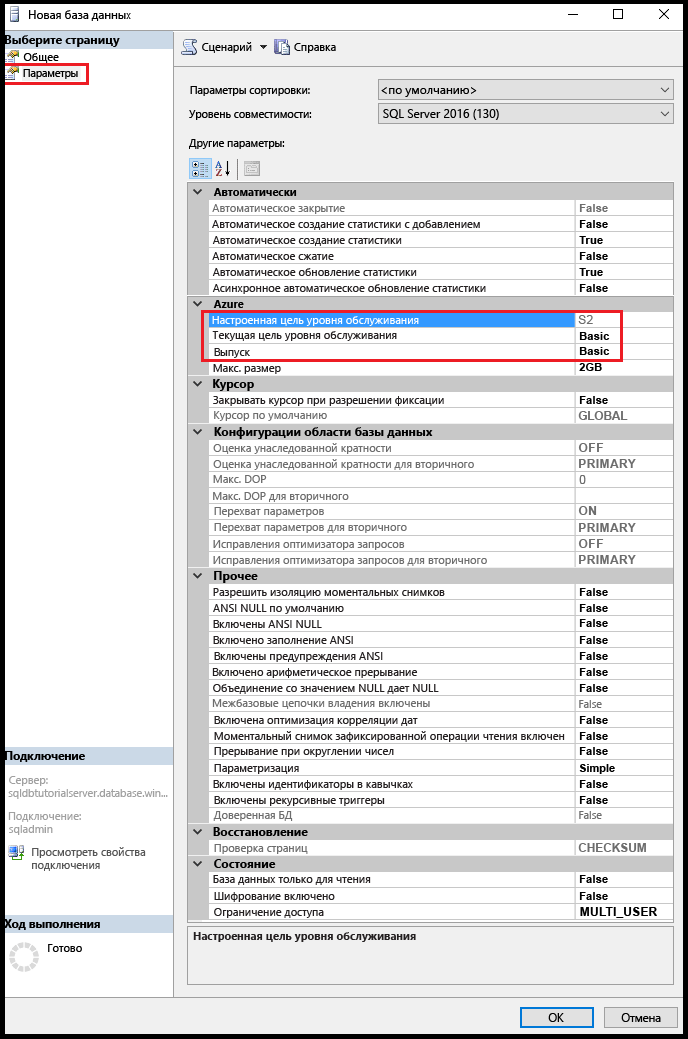 Новая база данных
Выберите страницу
Общее
Параметры
Сценарий
Справка
Параметры сортировки: <по умолчанию>
Уровень совместимости: SQL Server 2016 (130)
Другие параметры:
Автоматически
Автоматическое закрытие False
Автоматическое создание статистики с добавлением False
Автоматическое создание статистики True
Автоматическое сжатие False
Автоматическое обновление статистики True
Асинхронное автоматическое обновление статистики False
Azure
Настроенная цель уровня обслуживания S2
Текущая цель уровня обслуживания Basic
Выпуск Basic
Макс. размер 2GB
Курсор
Закрывать курсор при разрешении фиксации False
Курсор по умолчанию GLOBAL
Конфигурации области базы данных
Оценка унаследованной кратности OFF
Оценка унаследованной кратности для вторичного PRIMARY
Макс. DOP 0
Макс. DOP для вторичного
Перехват параметров ON
Перехват параметров для вторичного PRIMARY
Исправления оптимизатора запросов OFF
Исправления оптимизатора запросов для вторичного PRIMARY
Прочее
Разрешить изоляцию моментальных снимков False
ANSI NULL по умолчанию False
Включены ANSI NULL False
Включено заполнение ANSI False
Включены предупреждения ANSI False
Включено арифметическое прерывание False
Объединение со значением NULL дает NULL False
Межбазовые цепочки владения включены False
Включена оптимизация корреляции дат False
Моментальный снимок зафиксированной операции чтения включен False
Прерывание при округлении чисел False
Параметризация Simple
Включены идентификаторы в кавычках False
Включены рекурсивные триггеры False
Доверенная БД False
Восстановление
Проверка страниц CHECKSUM
Состояние
База данных только для чтения False
Шифрование включено False
Ограничение доступа MULTI_USER
Настроенная цель уровня обслуживания
Подключение
Сервер:
sqldbtutorialserver.database.win...
Подключение:
sqladmin
Просмотреть свойства
подключения
Ход выполнения
Готово
ОК
Отмена